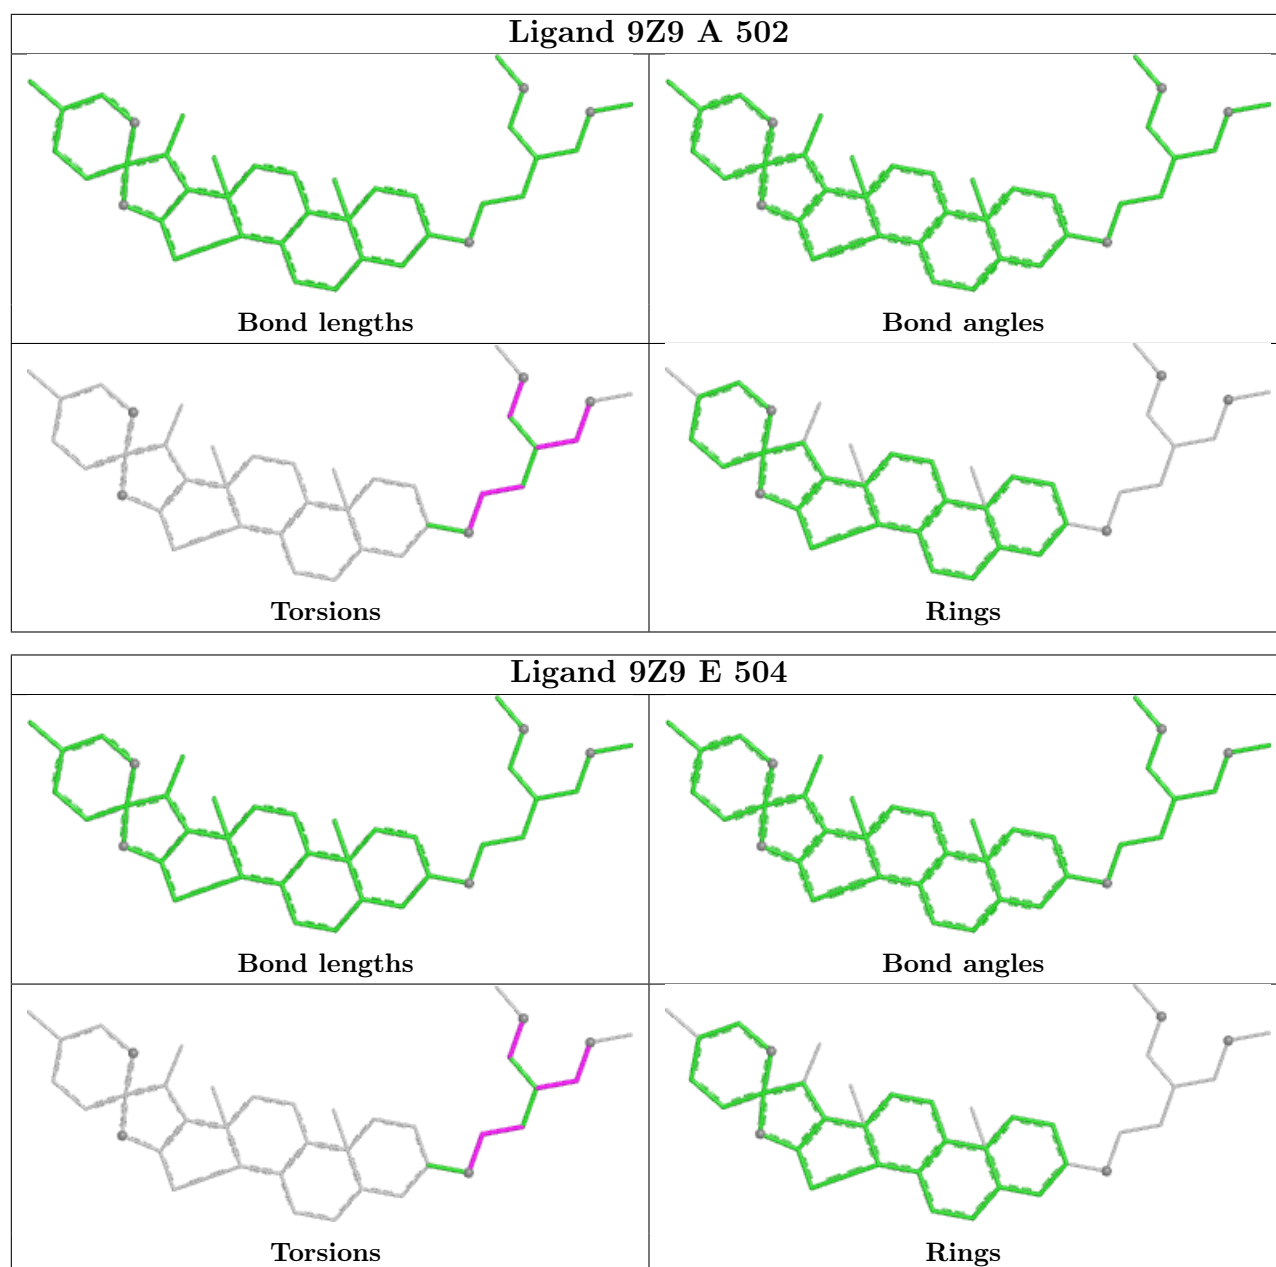 Ligand 9Z9 A 502
Bond lengths
Bond angles
Torsions
Rings
Ligand 9Z9 E 504
Bond lengths
Bond angles
Torsions
Rings